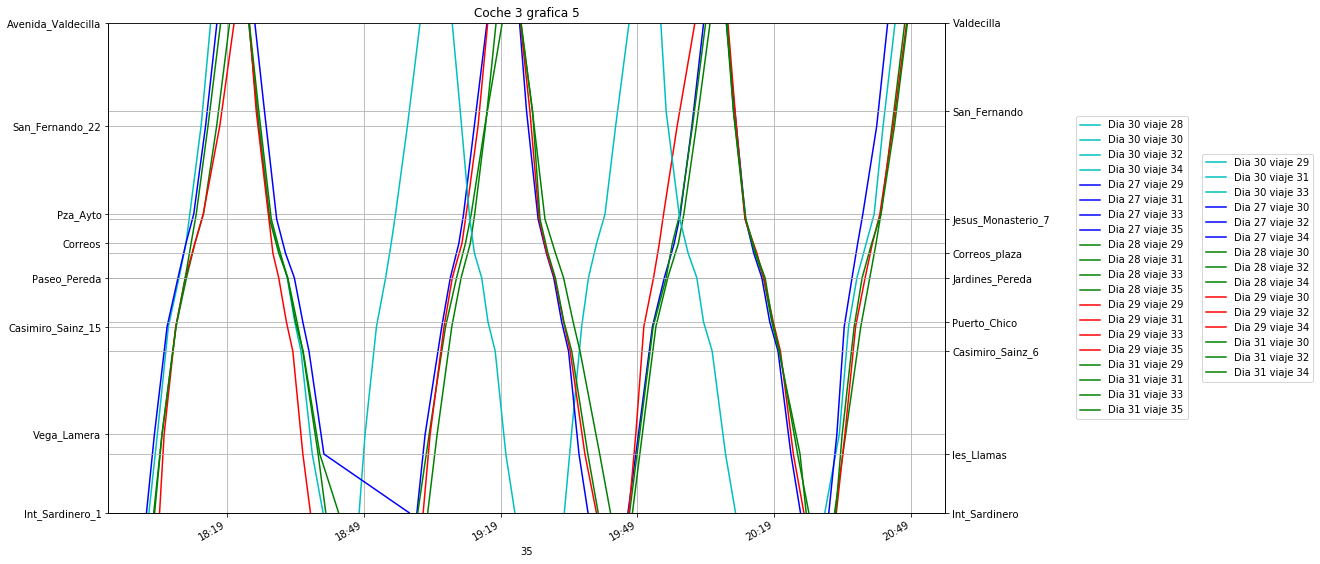 Coche 3 grafica 5
Avenida_Valdecilla
San_Fernando_22
Pza_Ayto
Correos
Paseo_Pereda
Casimiro_Sainz_15
Vega_Lamera
Int_Sardinero_1
Valdecilla
San_Fernando
Jesus_Monasterio_7
Correos_plaza
Jardines_Pereda
Puerto_Chico
Casimiro_Sainz_6
Ies_Llamas
Int_Sardinero
18:19
18:49
19:19
19:49
20:19
20:49
35
Dia 30 viaje 28
Dia 30 viaje 30
Dia 30 viaje 32
Dia 30 viaje 34
Dia 27 viaje 29
Dia 27 viaje 31
Dia 27 viaje 33
Dia 27 viaje 35
Dia 28 viaje 29
Dia 28 viaje 31
Dia 28 viaje 33
Dia 28 viaje 35
Dia 29 viaje 29
Dia 29 viaje 31
Dia 29 viaje 33
Dia 29 viaje 35
Dia 31 viaje 29
Dia 31 viaje 31
Dia 31 viaje 33
Dia 31 viaje 35
Dia 30 viaje 29
Dia 30 viaje 31
Dia 30 viaje 33
Dia 27 viaje 30
Dia 27 viaje 32
Dia 27 viaje 34
Dia 28 viaje 30
Dia 28 viaje 32
Dia 28 viaje 34
Dia 29 viaje 30
Dia 29 viaje 32
Dia 29 viaje 34
Dia 31 viaje 30
Dia 31 viaje 32
Dia 31 viaje 34